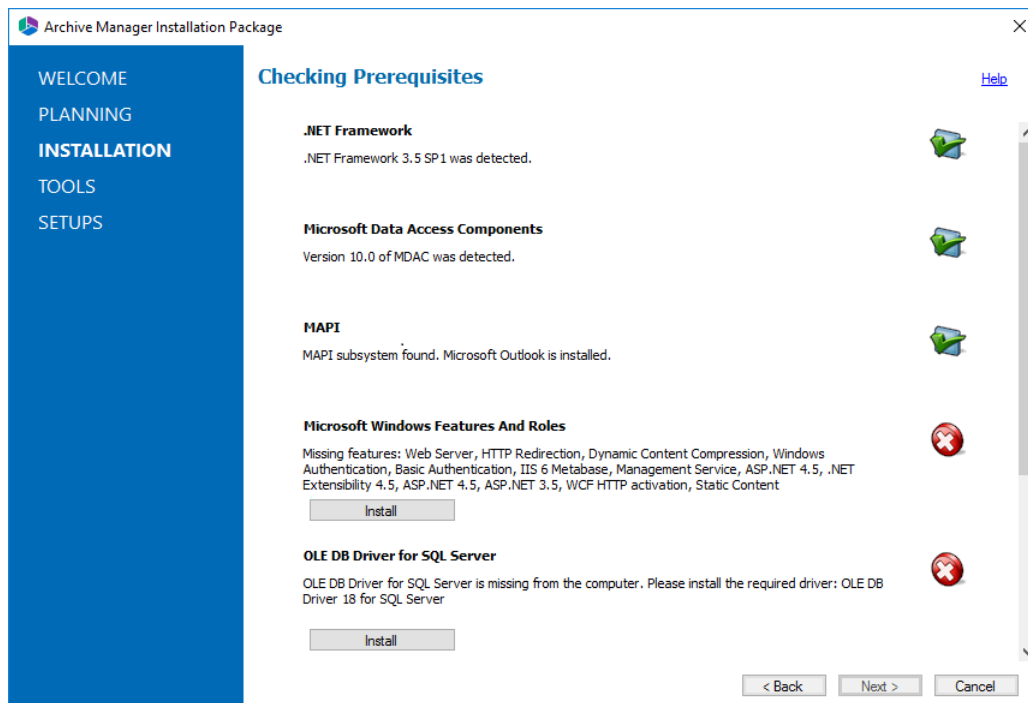 Archive Manager Installation Package
WELCOME
PLANNING
INSTALLATION
TOOLS
SETUPS
Checking Prerequisites
Help
.NET Framework
.NET Framework 3.5 SP1 was detected.
Microsoft Data Access Components
Version 10.0 of MDAC was detected.
MAPI
MAPI subsystem found. Microsoft Outlook is installed.
Microsoft Windows Features And Roles
Missing features: Web Server, HTTP Redirection, Dynamic Content Compression, Windows
Authentication, Basic Authentication, IIS 6 Metabase, Management Service, ASP.NET 4.5, .NET
Extensibility 4.5, ASP.NET 4.5, ASP.NET 3.5, WCF HTTP activation, Static Content
Install
OLE DB Driver for SQL Server
OLE DB Driver for SQL Server is missing from the computer. Please install the required driver: OLE DB
Driver 18 for SQL Server
Install
< Back
Next >
Cancel